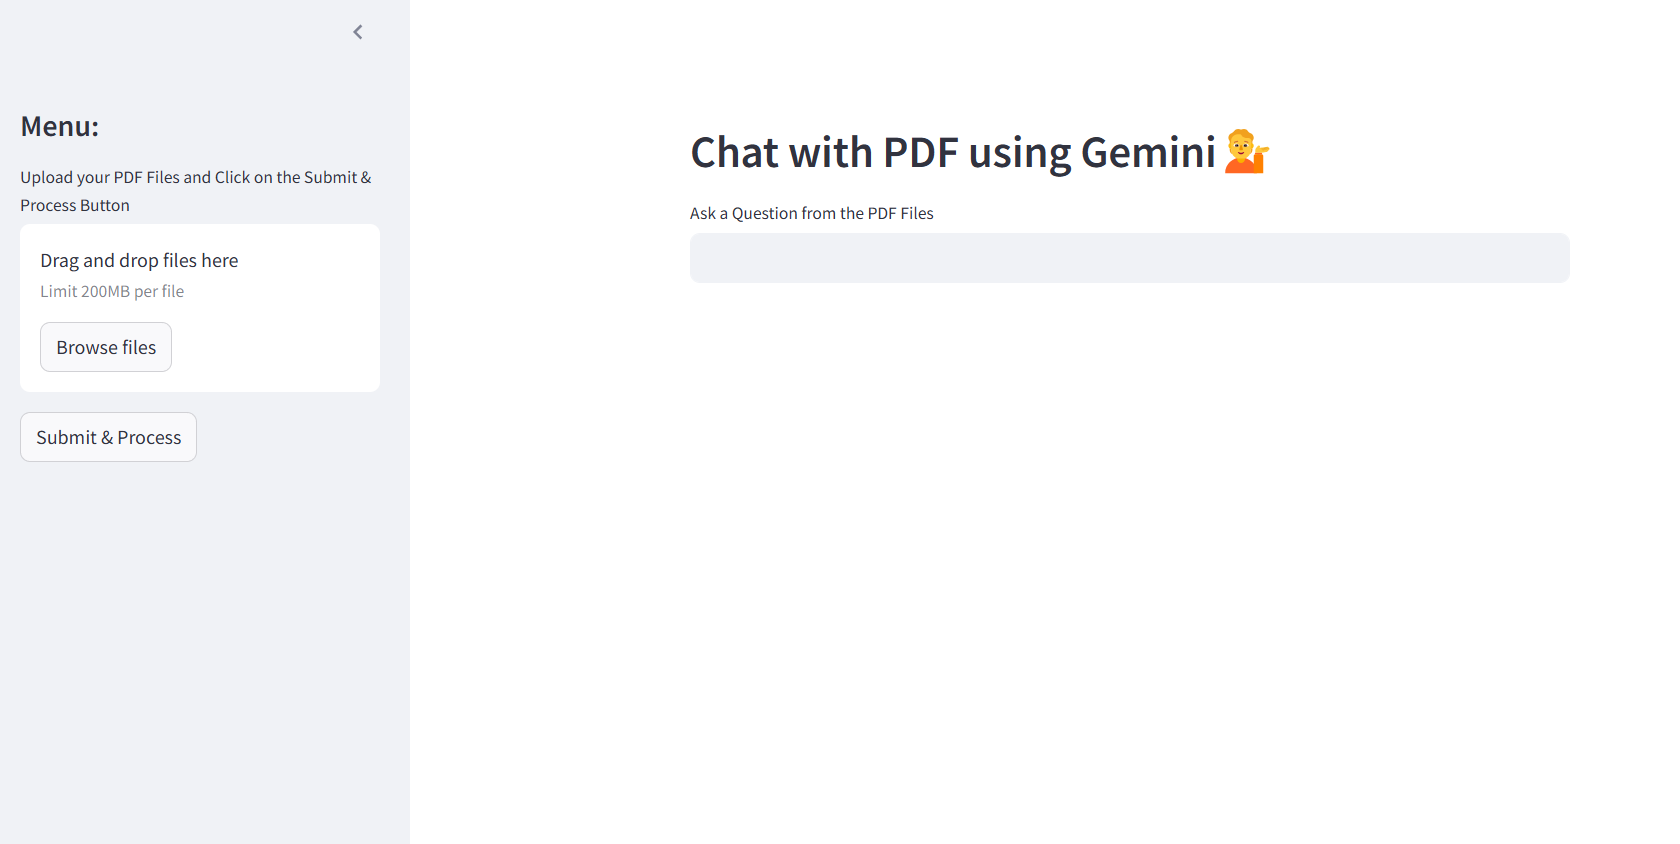 Menu:
Upload your PDF Files and Click on the Submit &
Process Button
Drag and drop files here
Limit 200MB per file
Browse files
Submit & Process
Chat with PDF using Gemini💁
Ask a Question from the PDF Files